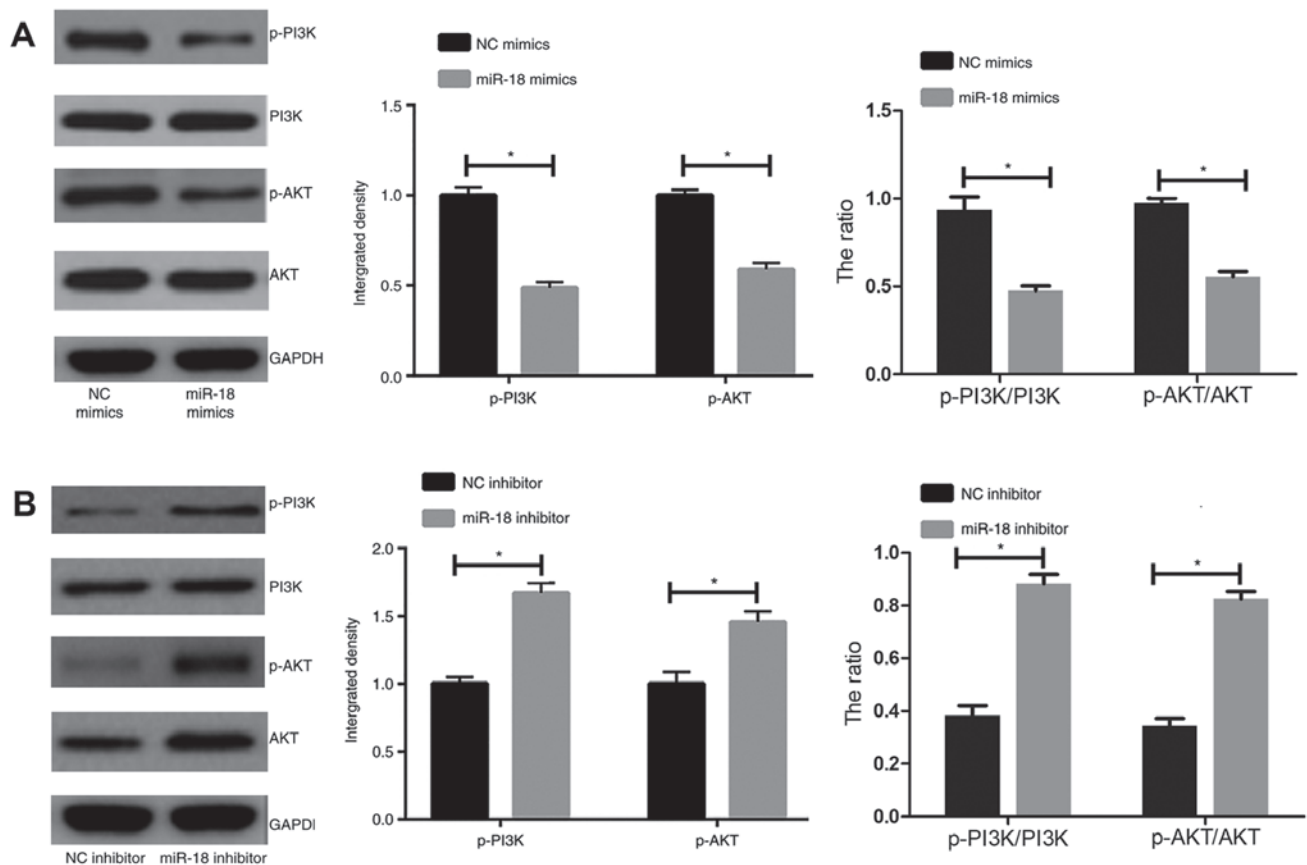 A
p-PI3K
PI3K
p-AKT
AKT
GAPDH
NC
mimics
miR-18
mimics
NC mimics
miR-18 mimics
Intergrated density
1.5
1.0
0.5
0.0
*
*
p-PI3K
p-AKT
NC mimics
miR-18 mimics
The ratio
1.5
1.0
0.5
0.0
*
*
p-PI3K/PI3K
p-AKT/AKT
B
p-PI3K
PI3K
p-AKT
AKT
GAPDI
NC inhibitor
miR-18 inhibitor
NC inhibitor
miR-18 inhibitor
Intergrated density
2.0
1.5
1.0
0.5
0.0
*
*
p-PI3K
p-AKT
NC inhibitor
miR-18 inhibitor
The ratio
1.0
0.8
0.6
0.4
0.2
0.0
*
*
p-PI3K/PI3K
p-AKT/AKT